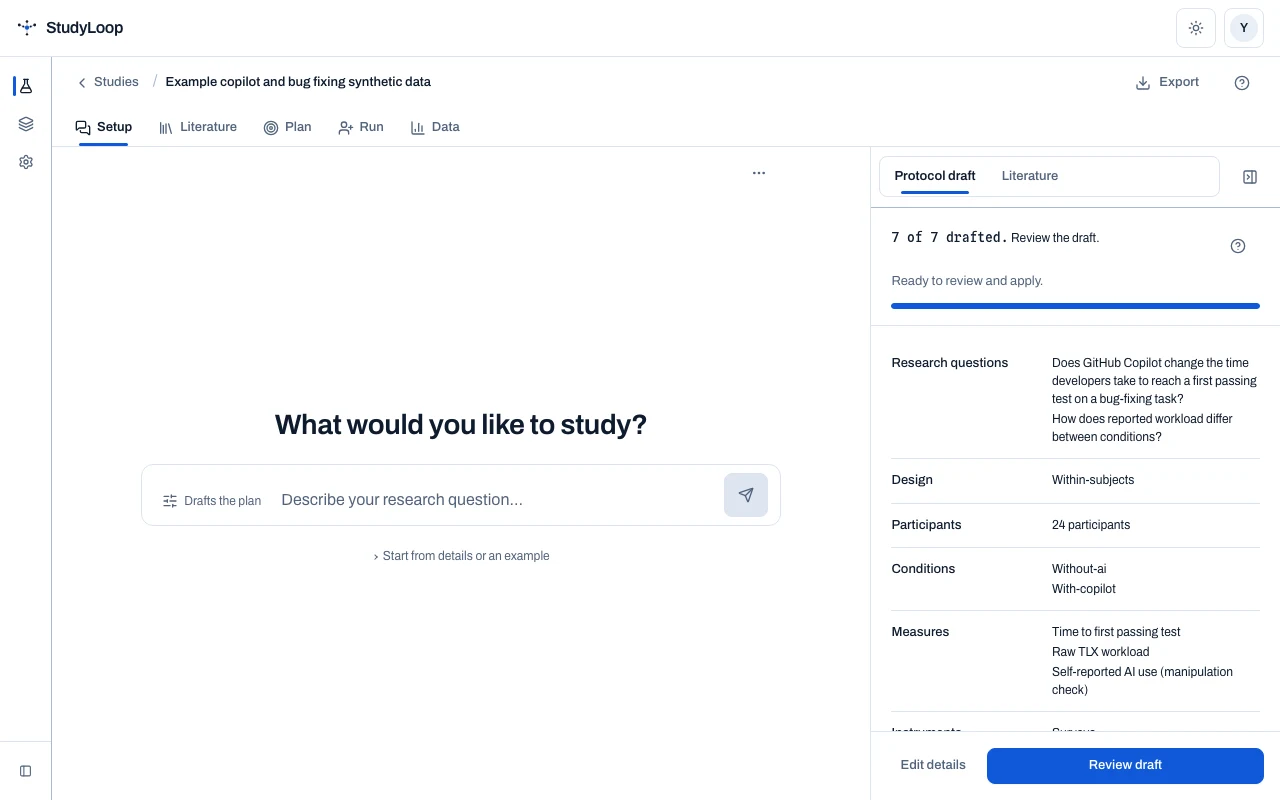 StudyLoop
Y
Studies / Example copilot and bug fixing synthetic data
Export
Setup
Literature
Plan
Run
Data
What would you like to study?
Drafts the plan
Describe your research question...
› Start from details or an example
Protocol draft
Literature
7 of 7 drafted. Review the draft.
Ready to review and apply.
Research questions
Does GitHub Copilot change the time
developers take to reach a first passing
test on a bug-fixing task?
How does reported workload differ
between conditions?
Design
Within-subjects
Participants
24 participants
Conditions
Without-ai
With-copilot
Measures
Time to first passing test
Raw TLX workload
Self-reported AI use (manipulation
check)
Instruments
Surveys
Edit details
Review draft